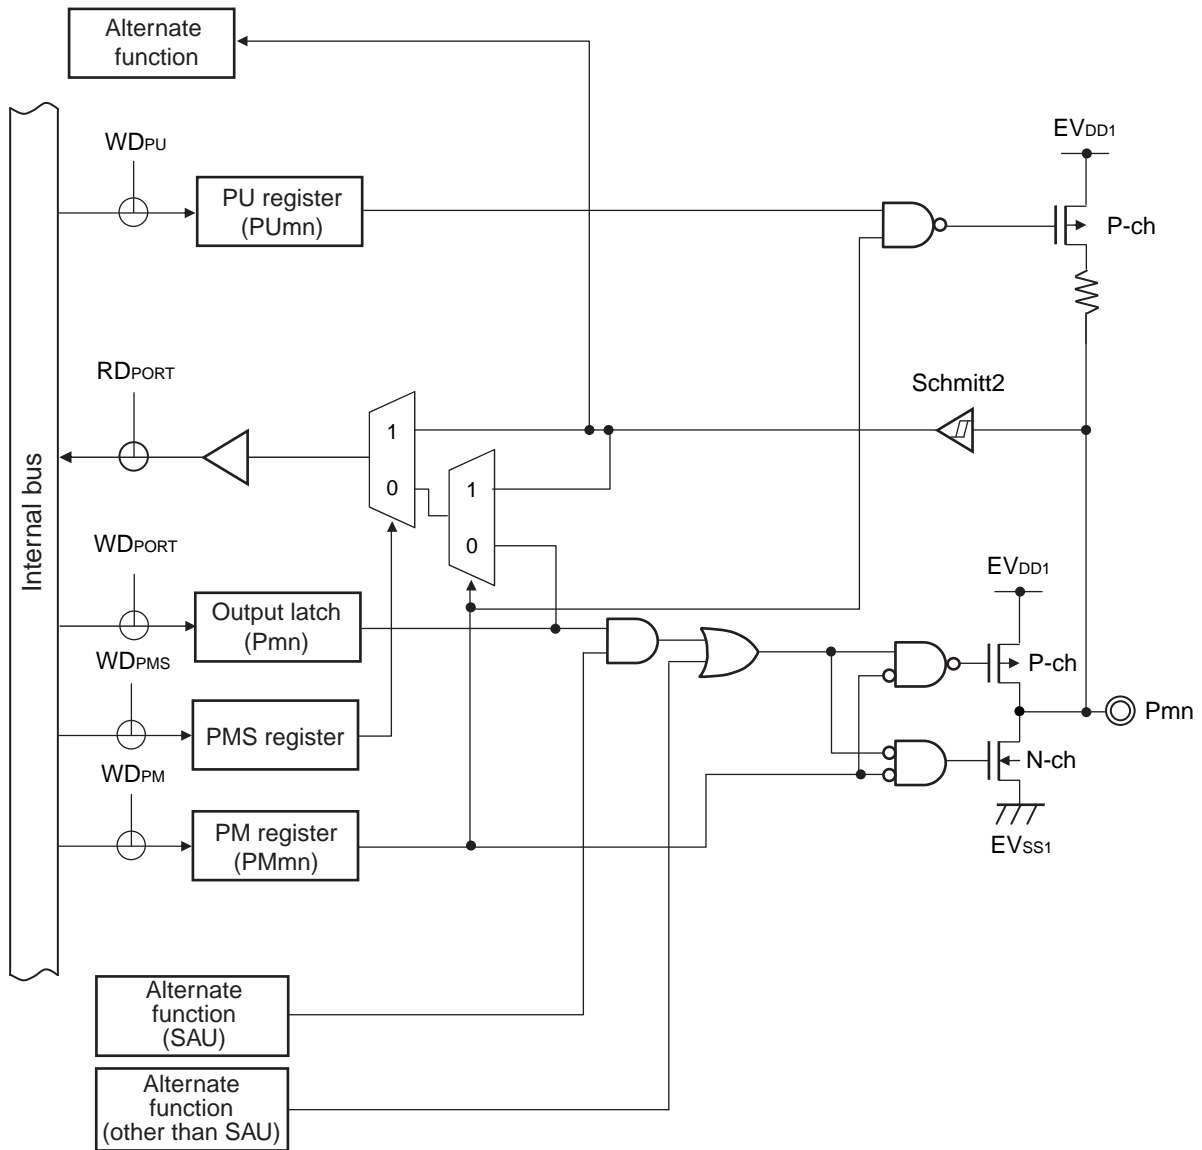 Alternate
function
WDPU
EVDD1
PU register
(PUmn)
P-ch
RDPORT
Schmitt2
1
0
1
0
Internal bus
WDPORT
EVDD1
Output latch
(Pmn)
WDPMS
P-ch
Pmn
PMS register
N-ch
WDPM
PM register
(PMmn)
EVSS1
Alternate
function
(SAU)
Alternate
function
(other than SAU)